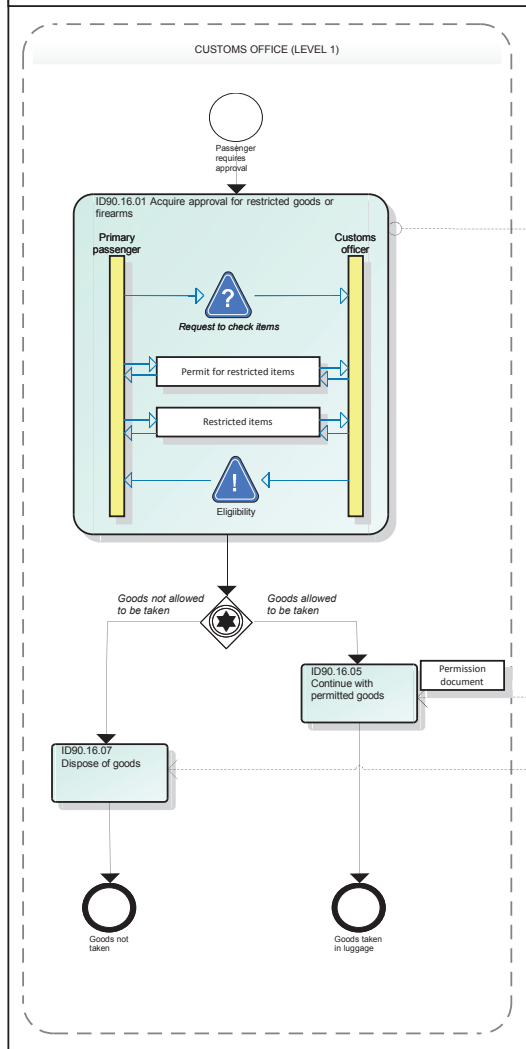 CUSTOMS OFFICE (LEVEL 1)
Passenger
requires
approval
ID90.16.01 Acquire approval for restricted goods or
firearms
Primary
passenger
Customs
officer
?
Request to check items
Permit for restricted items
Restricted items
!
Eligiibility
Goods not allowed
to be taken
Goods allowed
to be taken
ID90.16.05
Continue with
permitted goods
Permission
document
ID90.16.07
Dispose of goods
Goods not
taken
Goods taken
in luggage